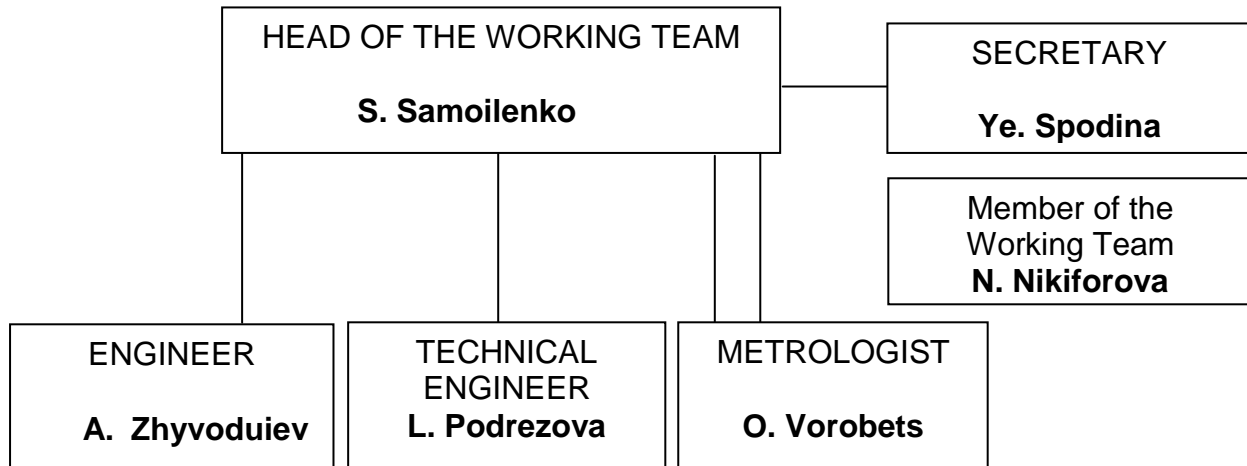 HEAD OF THE WORKING TEAM
S. Samoilenko
SECRETARY
Ye. Spodina
Member of the
Working Team
N. Nikiforova
ENGINEER
A. Zhyvoduiev
TECHNICAL
ENGINEER
L. Podrezova
METROLOGIST
O. Vorobets